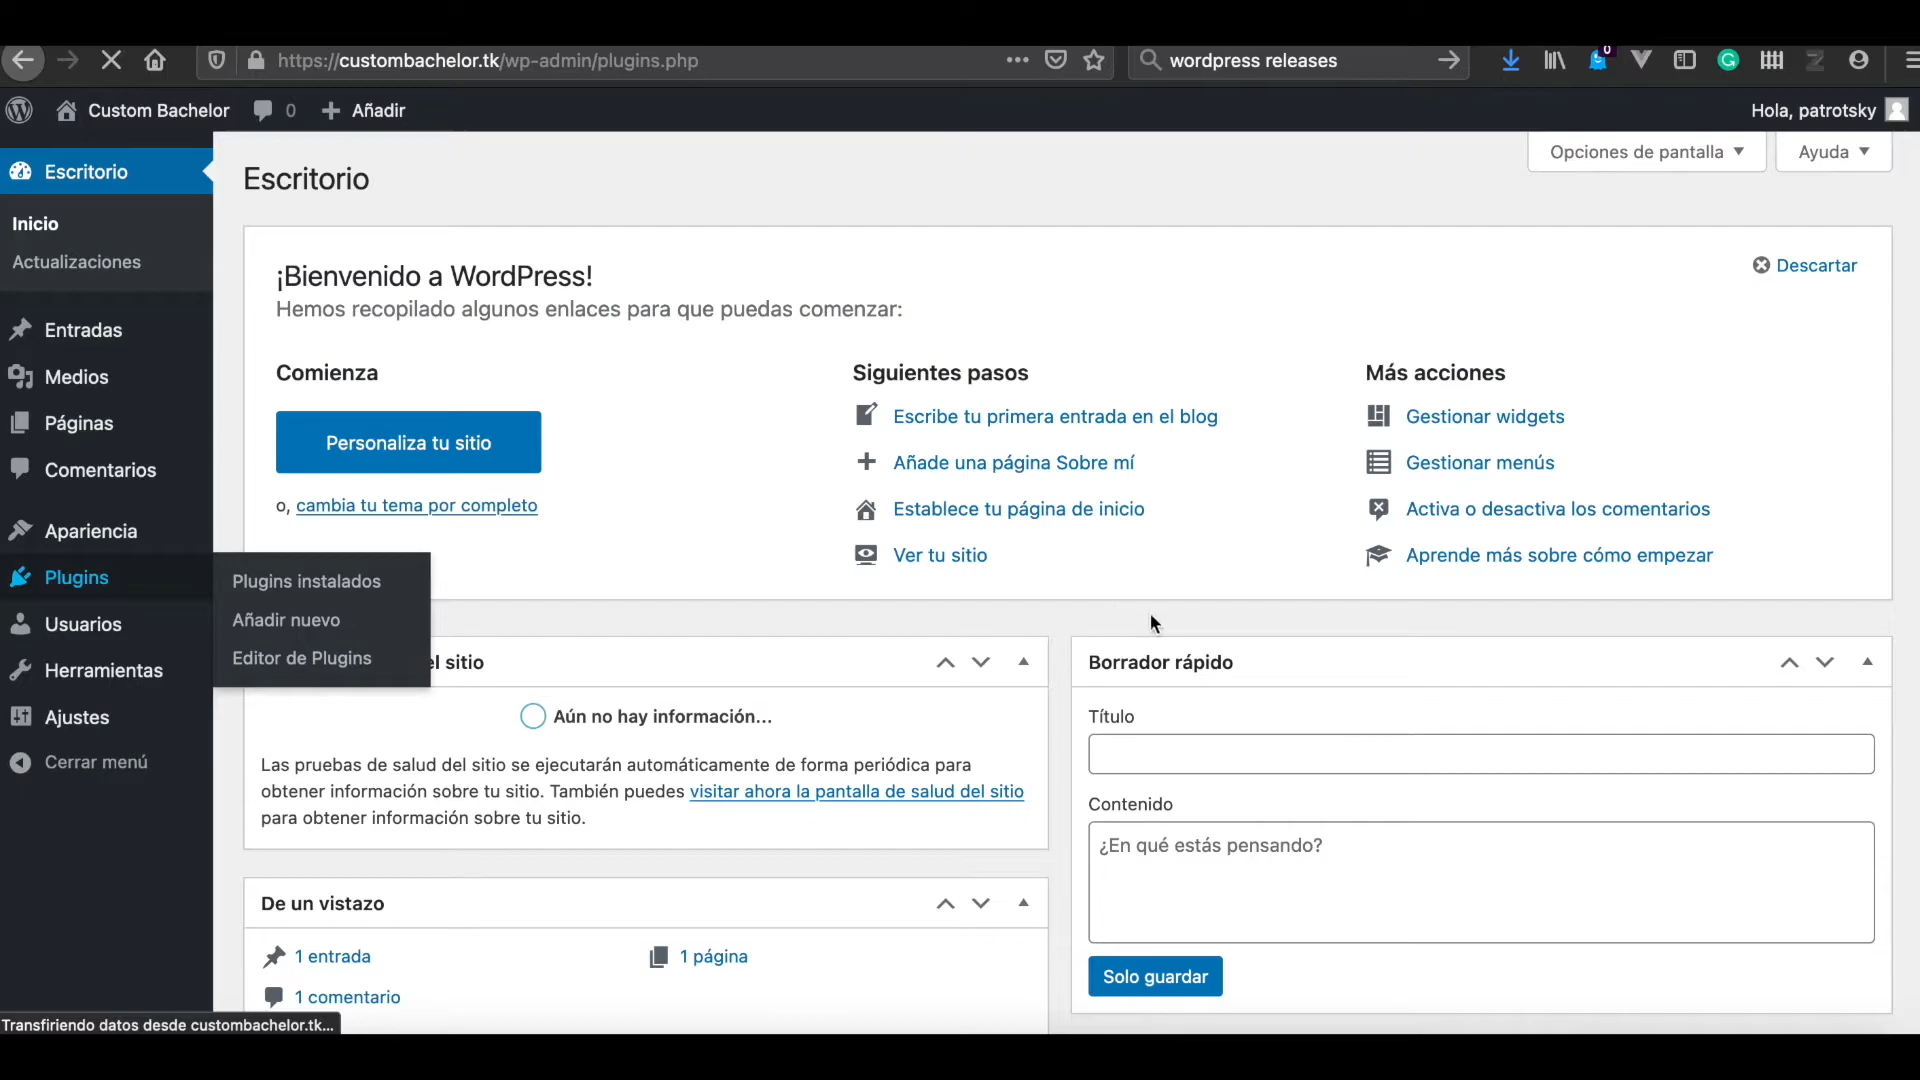 https://custombachelor.tk/wp-admin/plugins.php
wordpress releases
0
Custom Bachelor
0
Añadir
Hola, patrotsky
Escritorio
Inicio
Actualizaciones
Entradas
Medios
Páginas
Comentarios
Apariencia
Plugins
Usuarios
Herramientas
Ajustes
Cerrar menú
Plugins instalados
Añadir nuevo
Editor de Plugins
Opciones de pantalla
Ayuda
Escritorio
¡Bienvenido a WordPress!
Hemos recopilado algunos enlaces para que puedas comenzar:
Descartar
Comienza
Personaliza tu sitio
o, cambia tu tema por completo
Siguientes pasos
Escribe tu primera entrada en el blog
Añade una página Sobre mí
Establece tu página de inicio
Ver tu sitio
Más acciones
Gestionar widgets
Gestionar menús
Activa o desactiva los comentarios
Aprende más sobre cómo empezar
el sitio
Aún no hay información...
Las pruebas de salud del sitio se ejecutarán automáticamente de forma periódica para
obtener información sobre tu sitio. También puedes visitar ahora la pantalla de salud del sitio
para obtener información sobre tu sitio.
De un vistazo
1 entrada
1 página
1 comentario
Borrador rápido
Título
Contenido
¿En qué estás pensando?
Solo guardar
Transfiriendo datos desde custombachelor.tk...